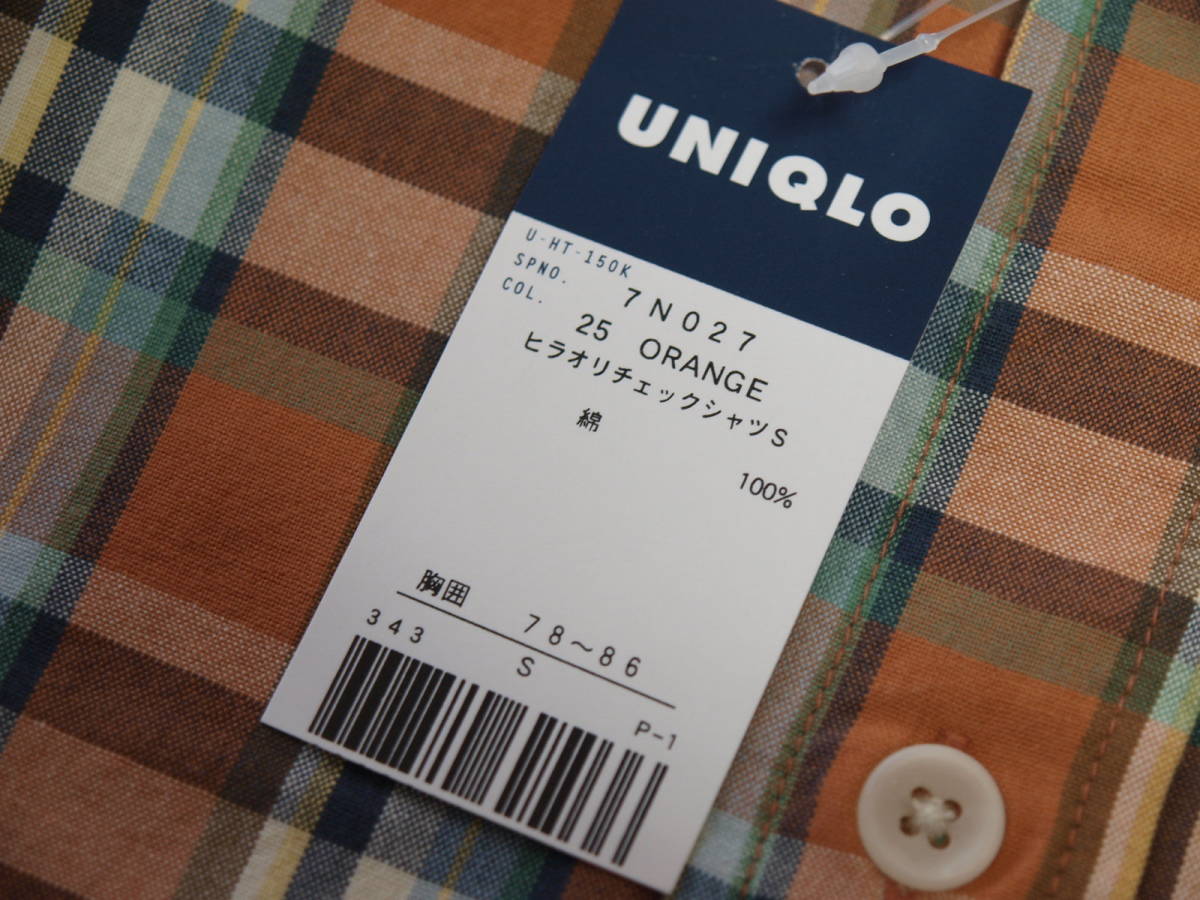 UNIQLO
U-HT-150K
SPNO. 7N027
COL. 25 ORANGE
ヒラオリチェックシャツS
綿 100%
胸囲 78〜86
343 S P-1